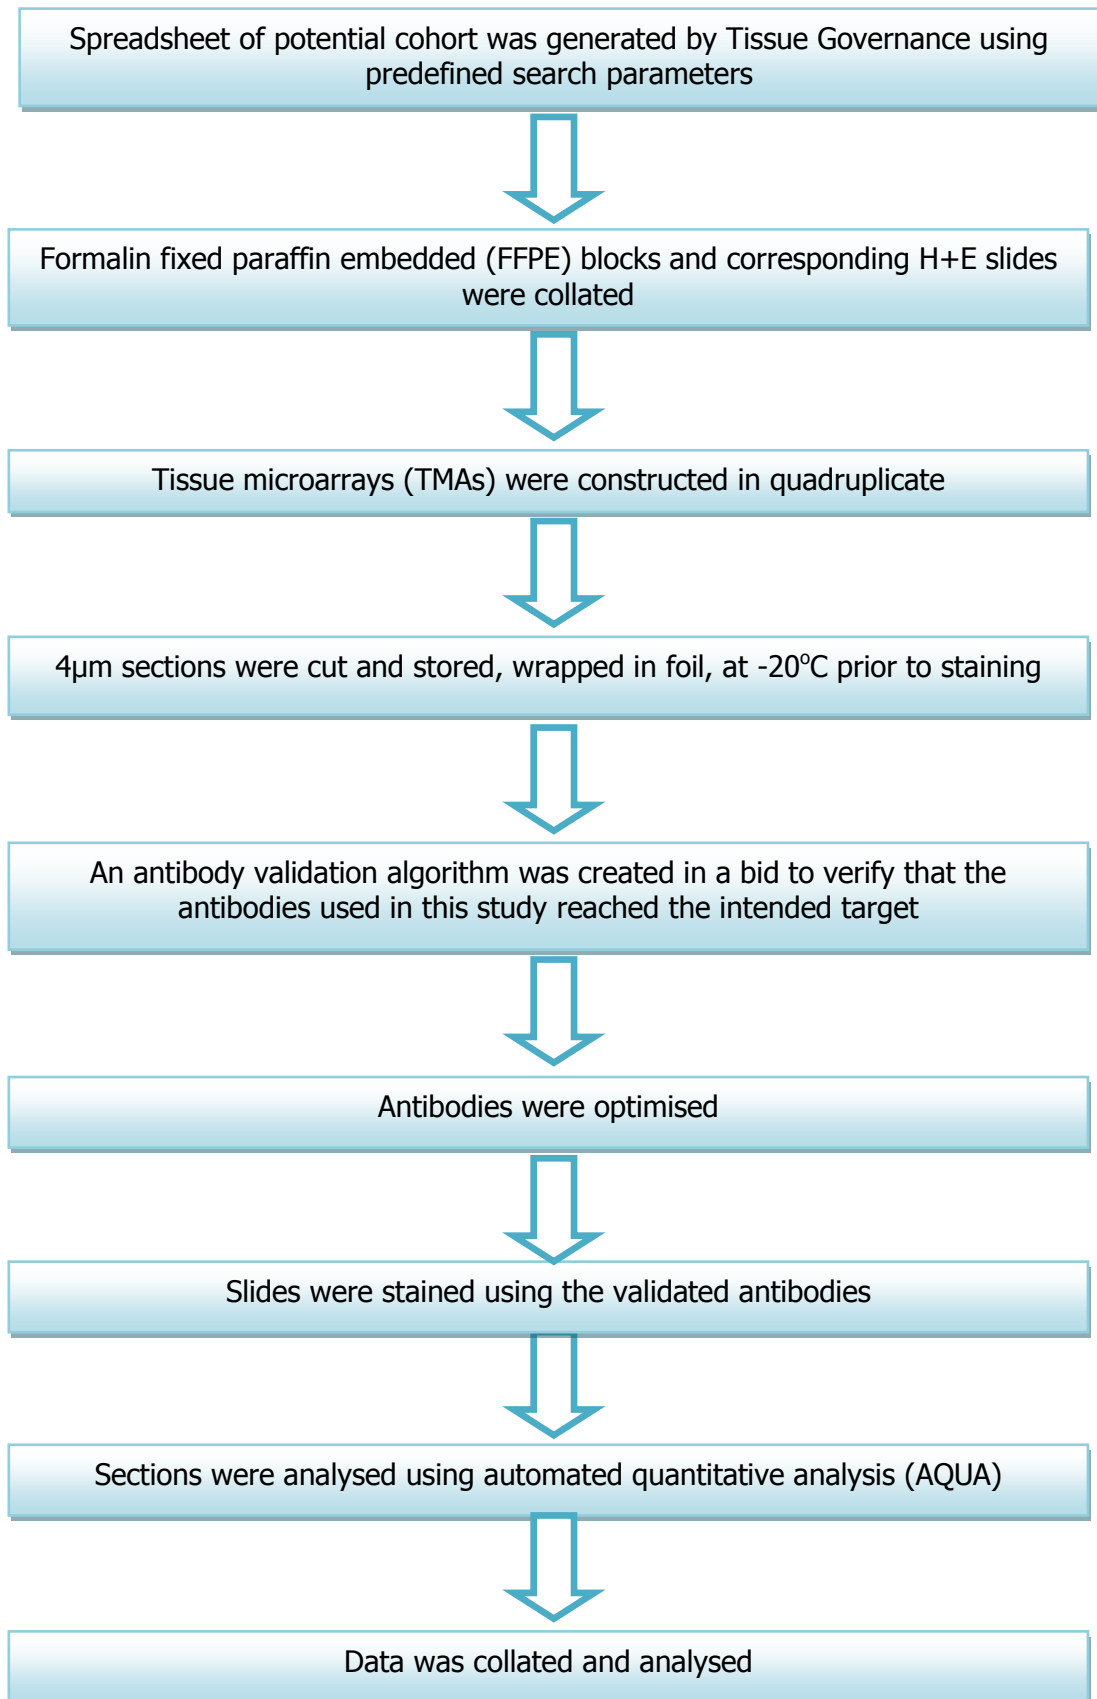 Spreadsheet of potential cohort was generated by Tissue Governance using
predefined search parameters
Formalin fixed paraffin embedded (FFPE) blocks and corresponding H+E slides
were collated
Tissue microarrays (TMAs) were constructed in quadruplicate
4µm sections were cut and stored, wrapped in foil, at -20°C prior to staining
An antibody validation algorithm was created in a bid to verify that the
antibodies used in this study reached the intended target
Antibodies were optimised
Slides were stained using the validated antibodies
Sections were analysed using automated quantitative analysis (AQUA)
Data was collated and analysed